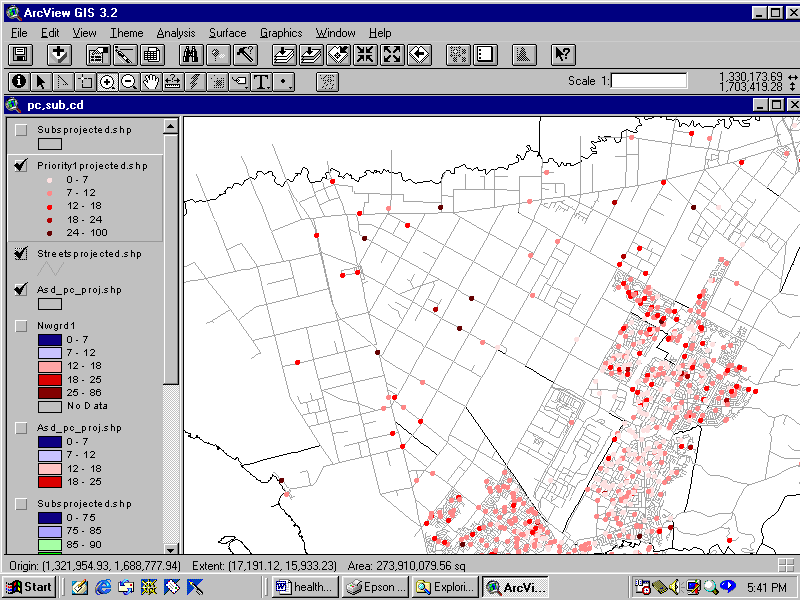 ArcView GIS 3.2
File Edit View Theme Analysis Surface Graphics Window Help
Scale 1:
1,330,173.69
1,703,419.28
pc,sub,cd
Subsprojected.shp
Priority1projected.shp
0 - 7
7 - 12
12 - 18
18 - 24
24 - 100
Streetsprojected.shp
Asd_pc_proj.shp
Nwgrd1
0 - 7
7 - 12
12 - 18
18 - 25
25 - 86
No Data
Asd_pc_proj.shp
0 - 7
7 - 12
12 - 18
18 - 25
Subsprojected.shp
0 - 75
75 - 85
85 - 90
Origin: (1,321,954.93, 1,688,777.94) Extent: (17,191.12, 15,933.23) Area: 273,910,079.56 sq
Start health... Epson ... Explori... ArcVi... 5:41 PM